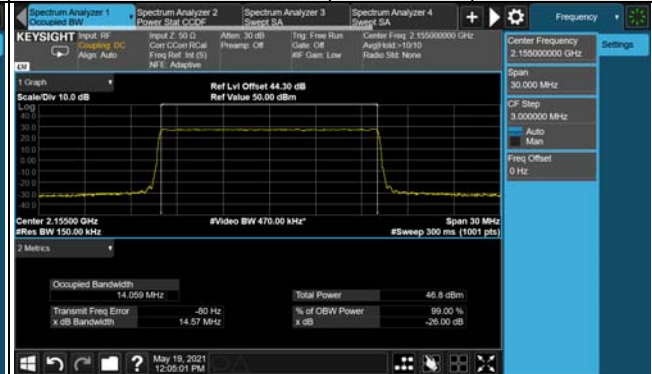 Spectrum Analyzer 1
Occupied BW
Spectrum Analyzer 2
Power Stat CCDF
Spectrum Analyzer 3
Swept SA
Spectrum Analyzer 4
Swept SA
Frequency
KEYSIGHT
Input: RF
Coupling: DC
Align: Auto
Input Z: 50 Ω
Corr CCorr RCal
Freq Ref: Int (S)
NFE: Adaptive
Atten: 30 dB
Preamp: Off
Trig: Free Run
Gate: Off
#IF Gain: Low
Center Freq: 2.155000000 GHz
Avg|Hold:>10/10
Radio Std: None
Center Frequency
2.155000000 GHz
Settings
Span
30.000 MHz
CF Step
3.000000 MHz
Auto
Man
Freq Offset
0 Hz
1 Graph
Scale/Div 10.0 dB
Ref Lvl Offset 44.30 dB
Ref Value 50.00 dBm
Log
40.0
30.0
20.0
10.0
0.00
-10.0
-20.0
-30.0
-40.0
Center 2.15500 GHz
#Res BW 150.00 kHz
#Video BW 470.00 kHz*
Span 30 MHz
#Sweep 300 ms (1001 pts)
2 Metrics
Occupied Bandwidth
14.059 MHz
Total Power
46.8 dBm
Transmit Freq Error
-80 Hz
% of OBW Power
99.00 %
x dB Bandwidth
14.57 MHz
x dB
-26.00 dB
May 19, 2021
12:05:01 PM